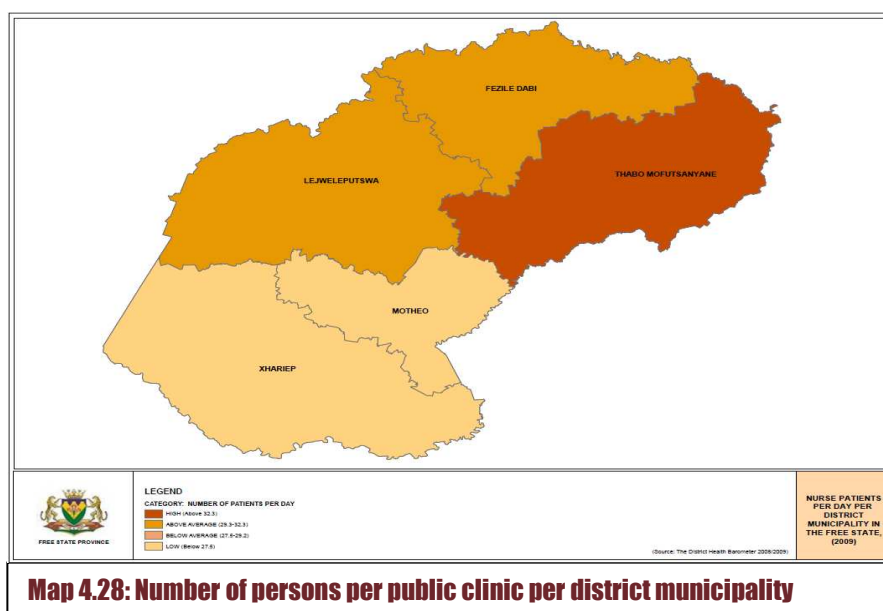 FEZILE DABI
THABO MOFUTSANYANE
LEJWELEPUTSWA
MOTHEO
XHARIEP
FREE STATE PROVINCE
LEGEND
CATEGORY: NUMBER OF PATIENTS PER DAY
HIGH (Above 32.3)
ABOVE AVERAGE (29.3-32.3)
BELOW AVERAGE (27.5-29.2)
LOW (Below 27.5)
(Source: The District Health Barometer 2008/2009)
NURSE PATIENTS
PER DAY PER
DISTRICT
MUNICIPALITY IN
THE FREE STATE,
(2009)
Map 4.28: Number of persons per public clinic per district municipality